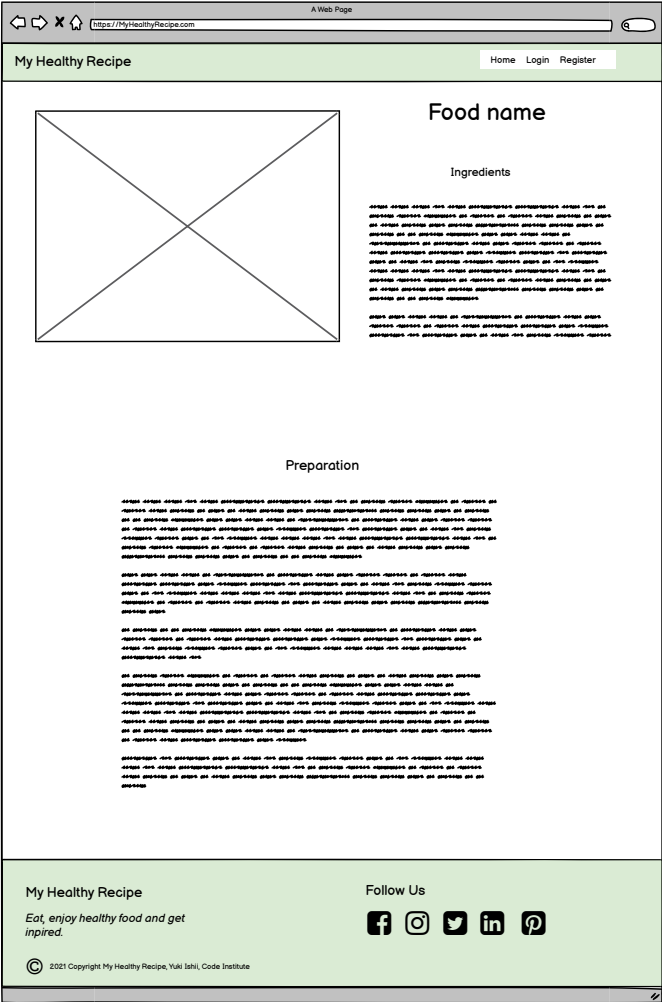 A Web Page
https://MyHealthyRecipe.com
My Healthy Recipe
Home Login Register
Food name
Ingredients
Preparation
My Healthy Recipe
Follow Us
Eat, enjoy healthy food and get
inpired.
© 2021 Copyright My Healthy Recipe, Yuki Ishii, Code Institute